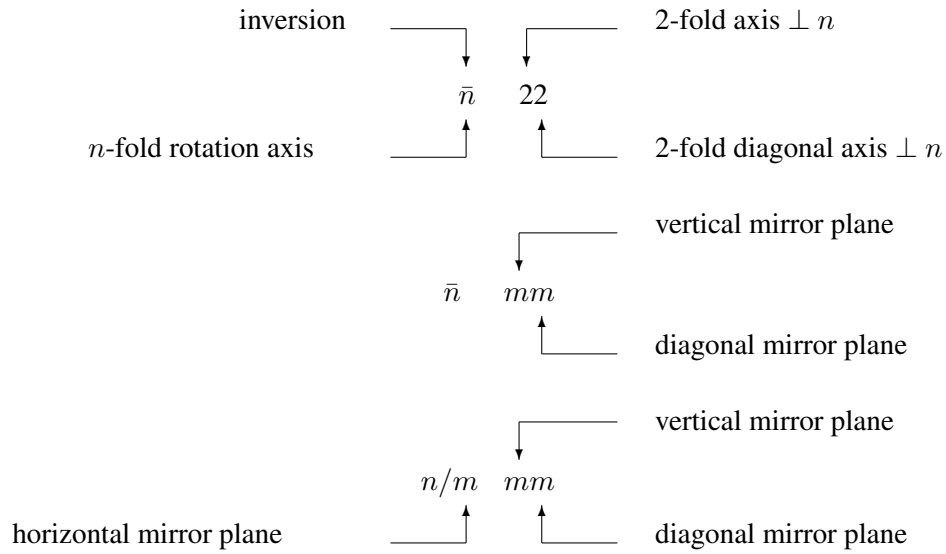 inversion 2-fold axis ⊥ n
n̄ 22
n-fold rotation axis 2-fold diagonal axis ⊥ n
vertical mirror plane
n̄ mm
diagonal mirror plane
vertical mirror plane
n/m mm
horizontal mirror plane diagonal mirror plane